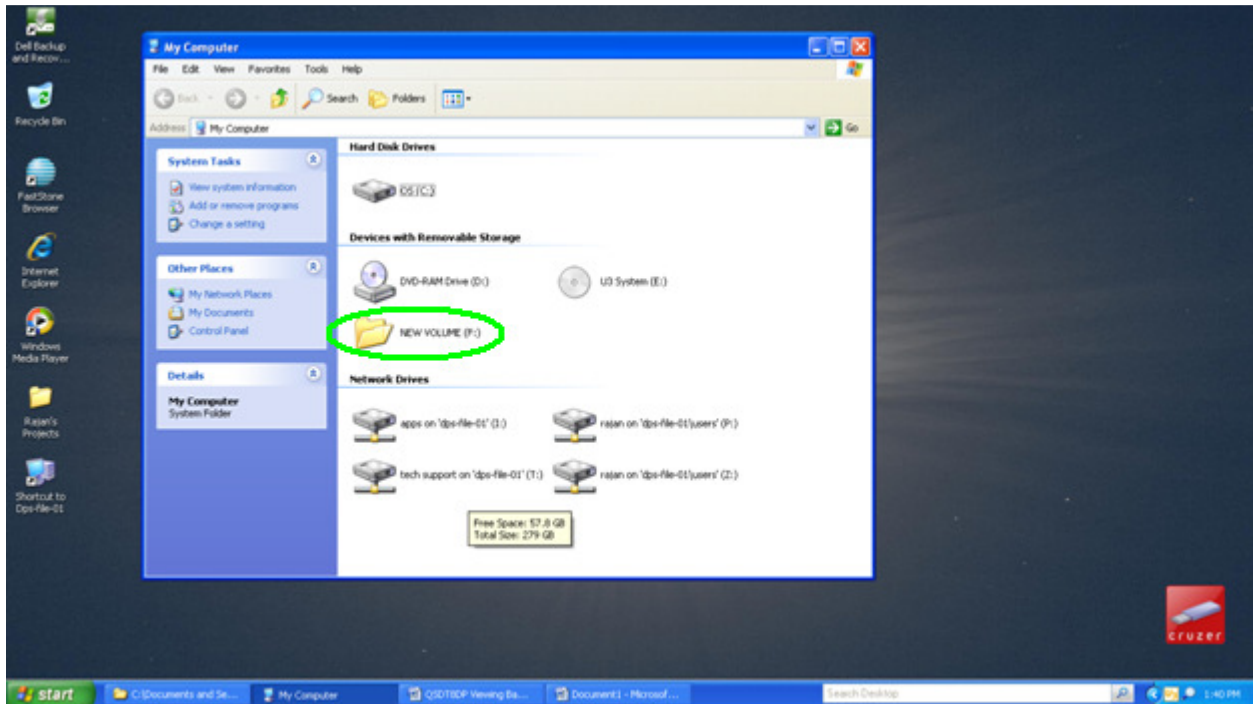 Dell Backup
and Recov...
Recycle Bin
FastStone
Browser
Internet
Explorer
Windows
Media Player
Rajan's
Projects
Shortcut to
Dps-file-01
My Computer
File Edit View Favorites Tools Help
Back Search Folders
Address My Computer Go
System Tasks
View system information
Add or remove programs
Change a setting
Other Places
My Network Places
My Documents
Control Panel
Details
My Computer
System Folder
Hard Disk Drives
OS (C:)
Devices with Removable Storage
DVD-RAM Drive (D:) U3 System (E:)
NEW VOLUME (F:)
Network Drives
apps on 'dps-file-01' (I:) rajan on 'dps-file-01\users' (P:)
tech support on 'dps-file-01' (T:) rajan on 'dps-file-01\users' (Z:)
Free Space: 57.8 GB
Total Size: 279 GB
cruzer
start C:\Documents and Se... My Computer QSDT8DP Viewing Ba... Document1 - Microsof... Search Desktop 1:40 PM